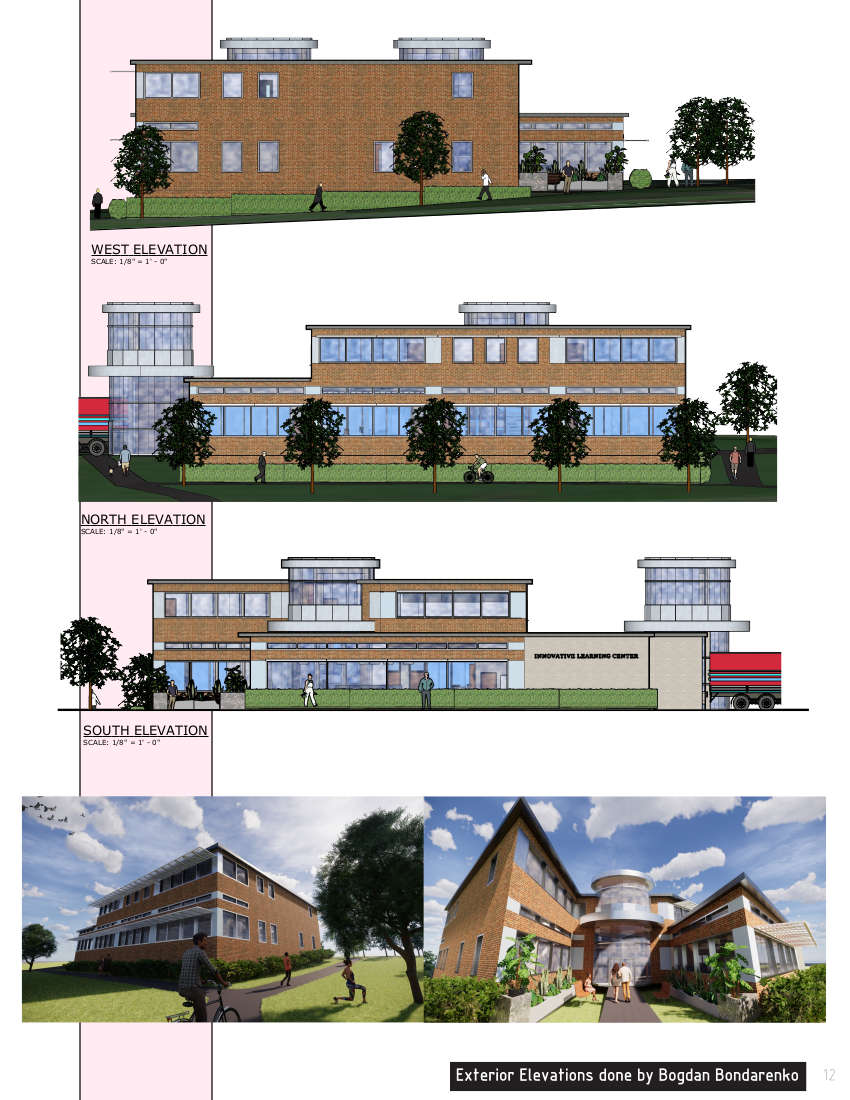 WEST ELEVATION
SCALE: 1/8" = 1' - 0"
NORTH ELEVATION
SCALE: 1/8" = 1' - 0"
INNOVATIVE LEARNING CENTER
SOUTH ELEVATION
SCALE: 1/8" = 1' - 0"
Exterior Elevations done by Bogdan Bondarenko
12